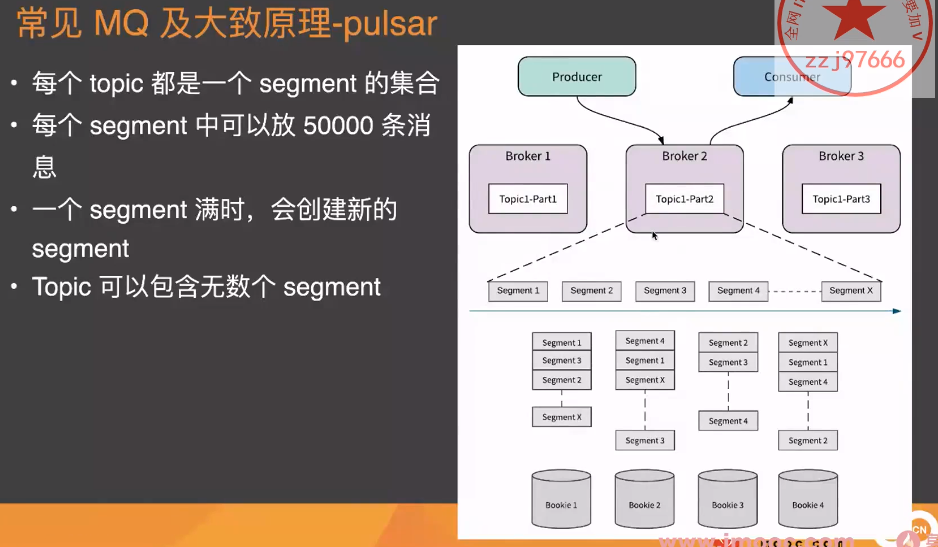 常见 MQ 及大致原理-pulsar
• 每个 topic 都是一个 segment 的集合
• 每个 segment 中可以放 50000 条消
息
• 一个 segment 满时，会创建新的
segment
• Topic 可以包含无数个 segment
Producer
Consumer
Broker 1
Broker 2
Broker 3
Topic1-Part1
Topic1-Part2
Topic1-Part3
Segment 1
Segment 2
Segment 3
Segment 4
Segment X
Segment 1
Segment 3
Segment 2
Segment X
Segment 4
Segment 1
Segment X
Segment 3
Segment 2
Segment 3
Segment 4
Segment X
Segment 1
Segment 4
Segment 2
Bookie 1
Bookie 2
Bookie 3
Bookie 4
zzj97666
CN